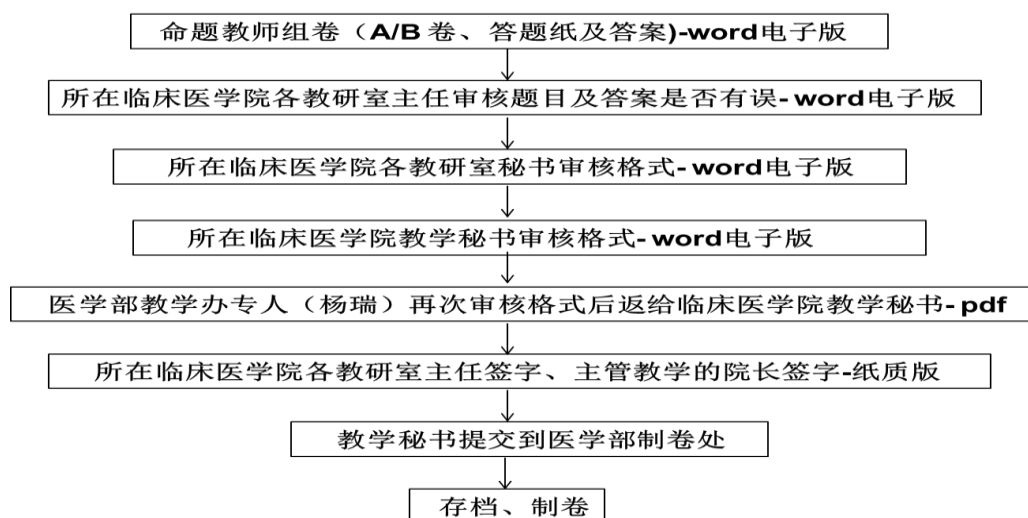 命题教师组卷（A/B 卷、答题纸及答案)-word电子版
所在临床医学院各教研室主任审核题目及答案是否有误-word电子版
所在临床医学院各教研室秘书审核格式-word电子版
所在临床医学院教学秘书审核格式-word电子版
医学部教学办专人（杨瑞）再次审核格式后返给临床医学院教学秘书-pdf
所在临床医学院各教研室主任签字、主管教学的院长签字-纸质版
教学秘书提交到医学部制卷处
存档、制卷